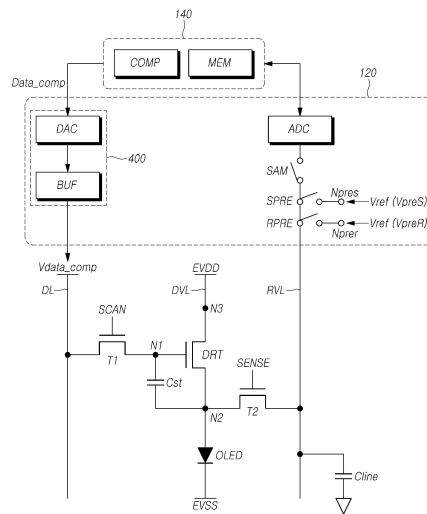 140
COMP
MEM
Data_comp
120
DAC
ADC
400
SAM
BUF
SPRE
Npres
Vref (VpreS)
RPRE
Nprer
Vref (VpreR)
Vdata_comp
EVDD
DL
DVL
RVL
SCAN
N3
N1
DRT
SENSE
T1
Cst
T2
N2
OLED
Cline
EVSS